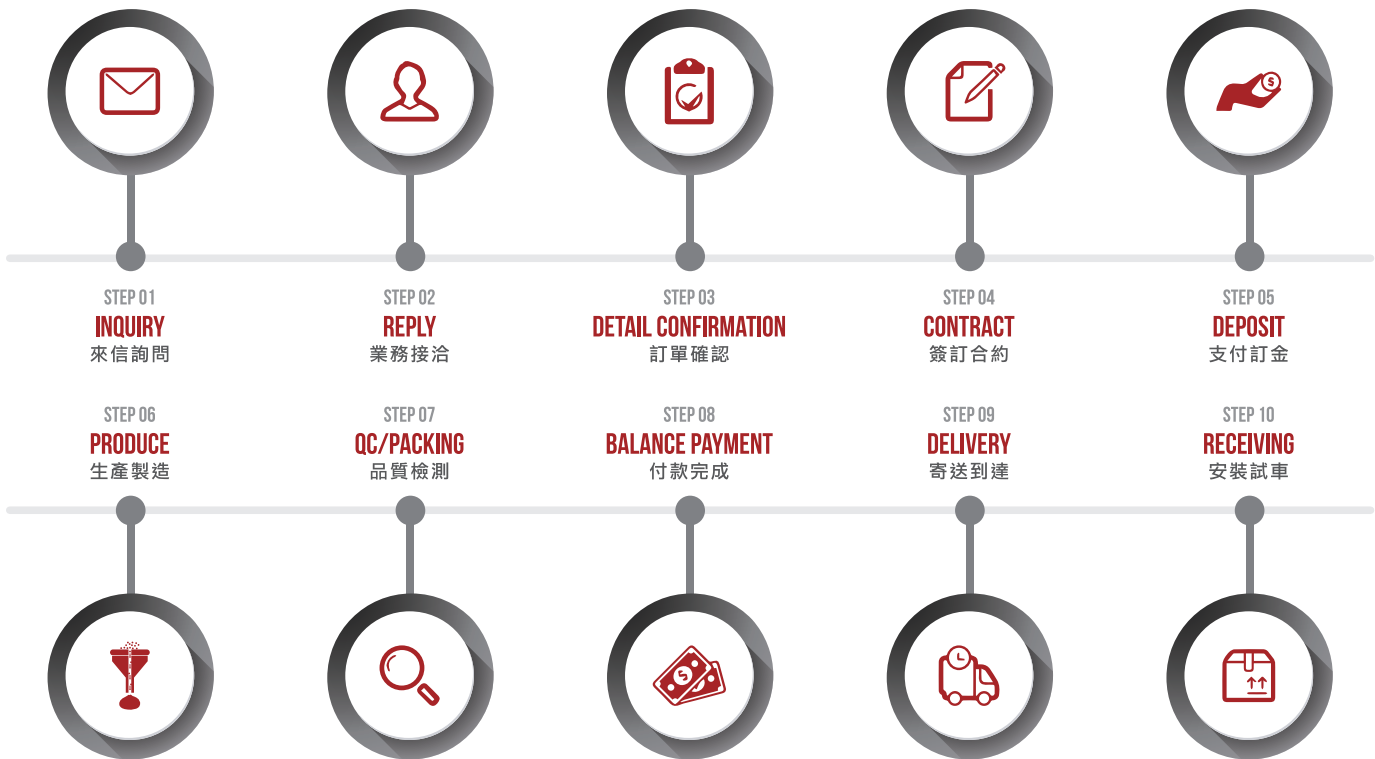 STEP 01
INQUIRY
來信詢問
STEP 02
REPLY
業務接洽
STEP 03
DETAIL CONFIRMATION
訂單確認
STEP 04
CONTRACT
簽訂合約
STEP 05
DEPOSIT
支付訂金
STEP 06
PRODUCE
生產製造
STEP 07
QC/PACKING
品質檢測
STEP 08
BALANCE PAYMENT
付款完成
STEP 09
DELIVERY
寄送到達
STEP 10
RECEIVING
安裝試車